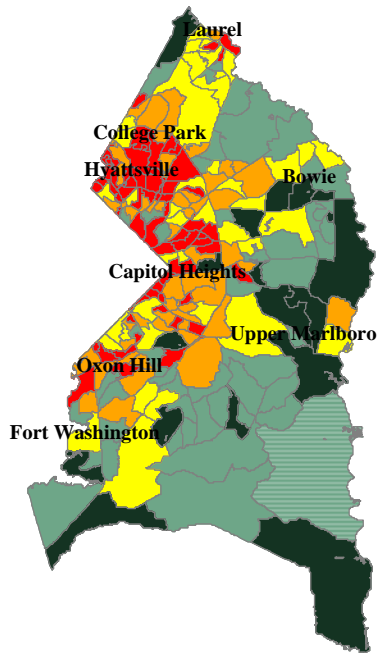 Laurel
College Park
Hyattsville
Bowie
Capitol Heights
Upper Marlboro
Oxon Hill
Fort Washington